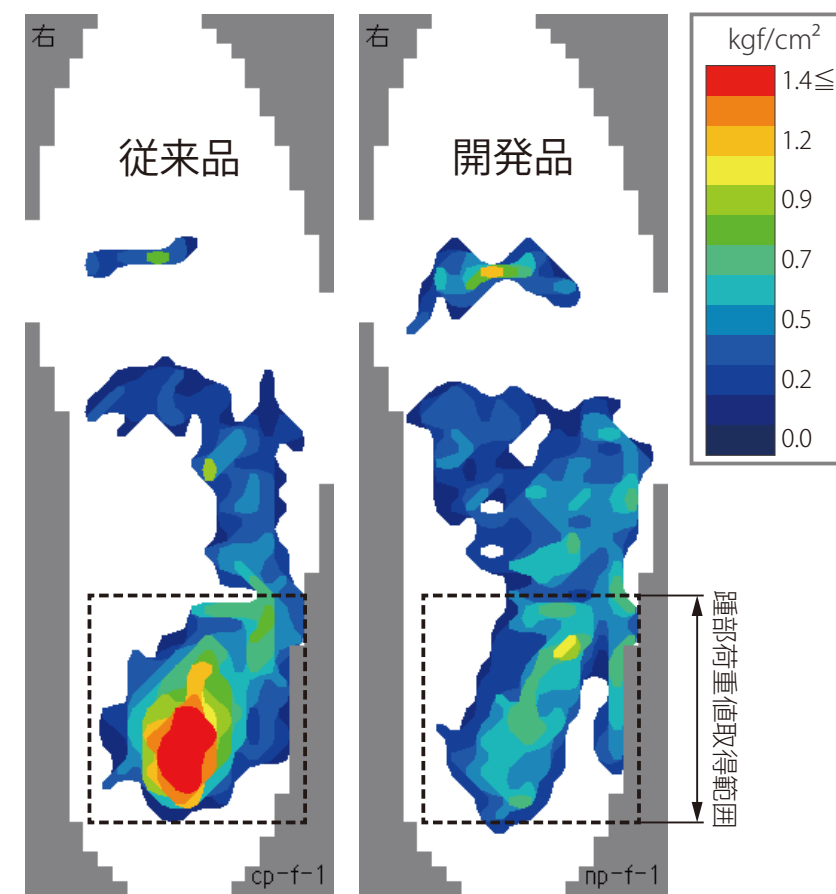 右
従来品
cp-f-1
右
開発品
np-f-1
kgf/cm²
1.4≦
1.2
0.9
0.7
0.5
0.2
0.0
踵部荷重値取得範囲